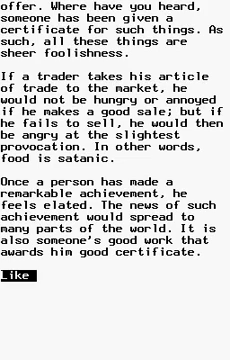 offer. Where have you heard,
someone has been given a
certificate for such things. As
such, all these things are
sheer foolishness.
If a trader takes his article
of trade to the market, he
would not be hungry or annoyed
if he makes a good sale; but if
he fails to sell, he would then
be angry at the slightest
provocation. In other words,
food is satanic.
Once a person has made a
remarkable achievement, he
feels elated. The news of such
achievement would spread to
many parts of the world. It is
also someone's good work that
awards him good certificate.
Like